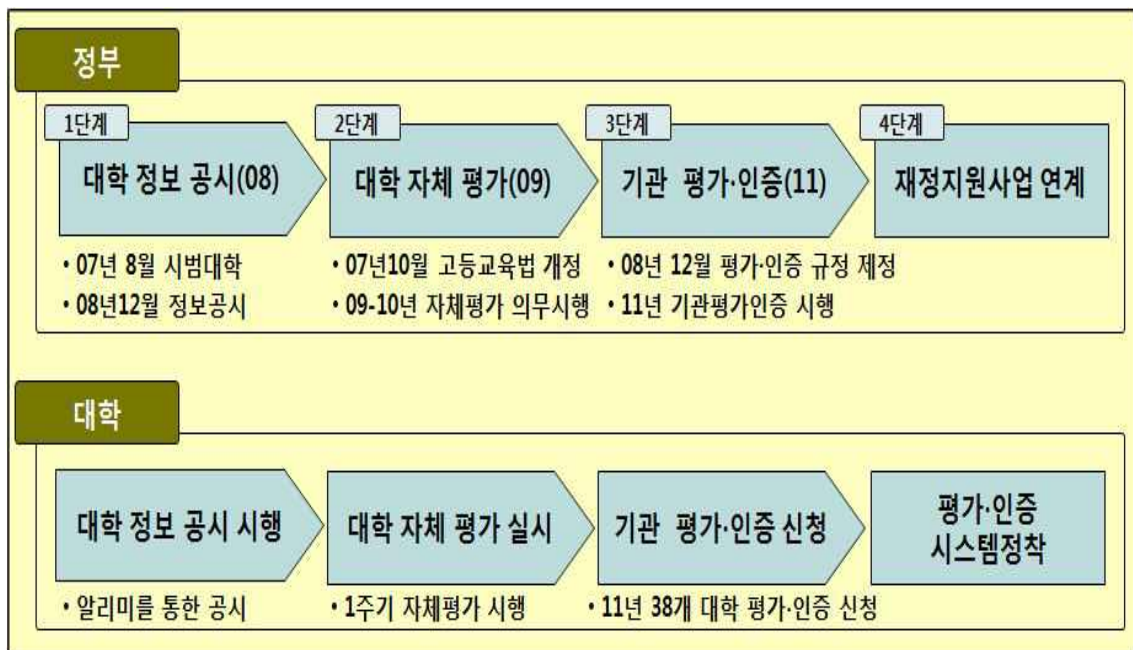 정부
1단계
대학 정보 공시(08)
• 07년 8월 시범대학
• 08년12월 정보공시
2단계
대학 자체 평가(09)
• 07년10월 고등교육법 개정
• 09-10년 자체평가 의무시행
3단계
기관 평가·인증(11)
• 08년 12월 평가·인증 규정 제정
• 11년 기관평가인증 시행
4단계
재정지원사업 연계
대학
대학 정보 공시 시행
• 알리미를 통한 공시
대학 자체 평가 실시
• 1주기 자체평가 시행
기관 평가·인증 신청
• 11년 38개 대학 평가·인증 신청
평가·인증
시스템정착